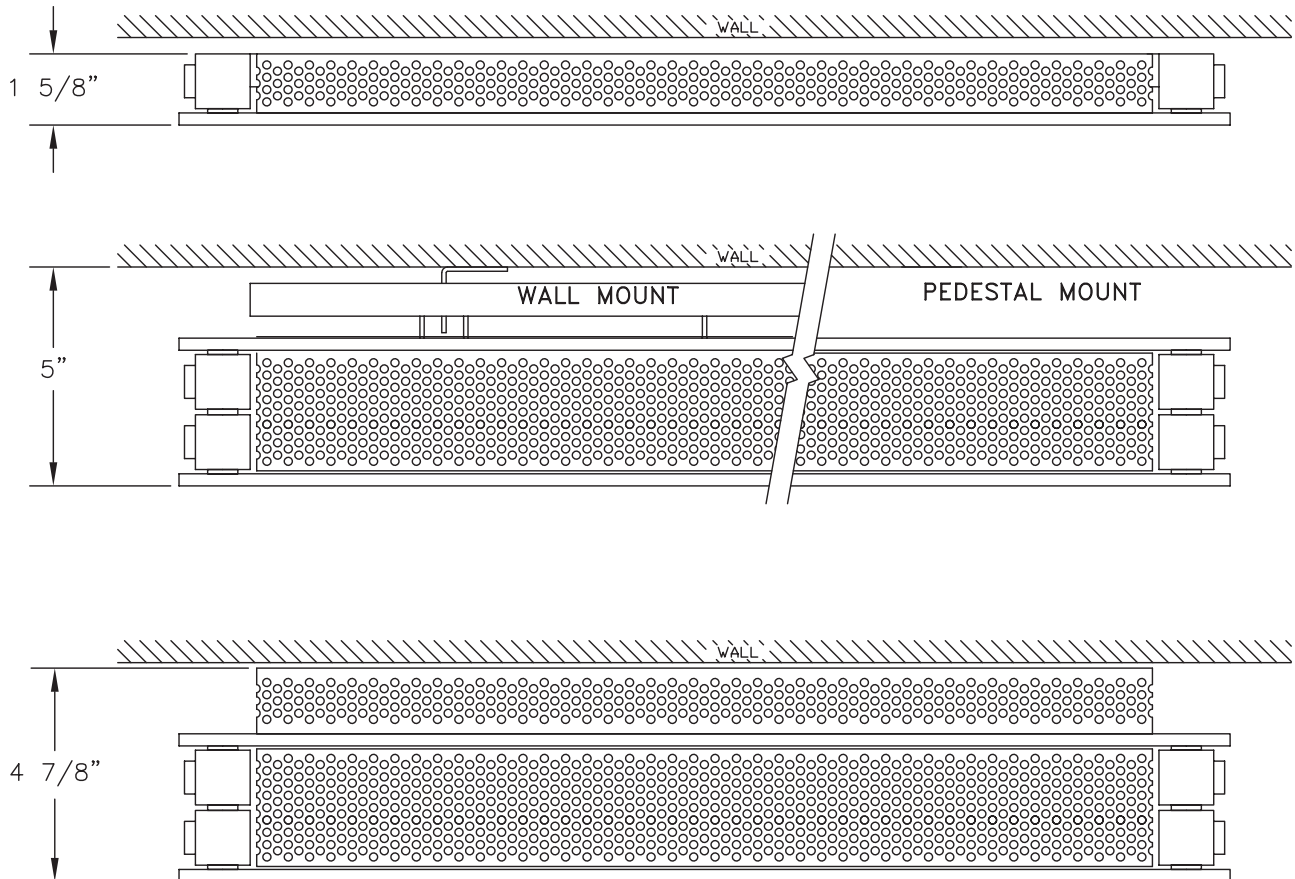 WALL
1 5/8”
WALL
WALL MOUNT
PEDESTAL MOUNT
5”
WALL
4 7/8”